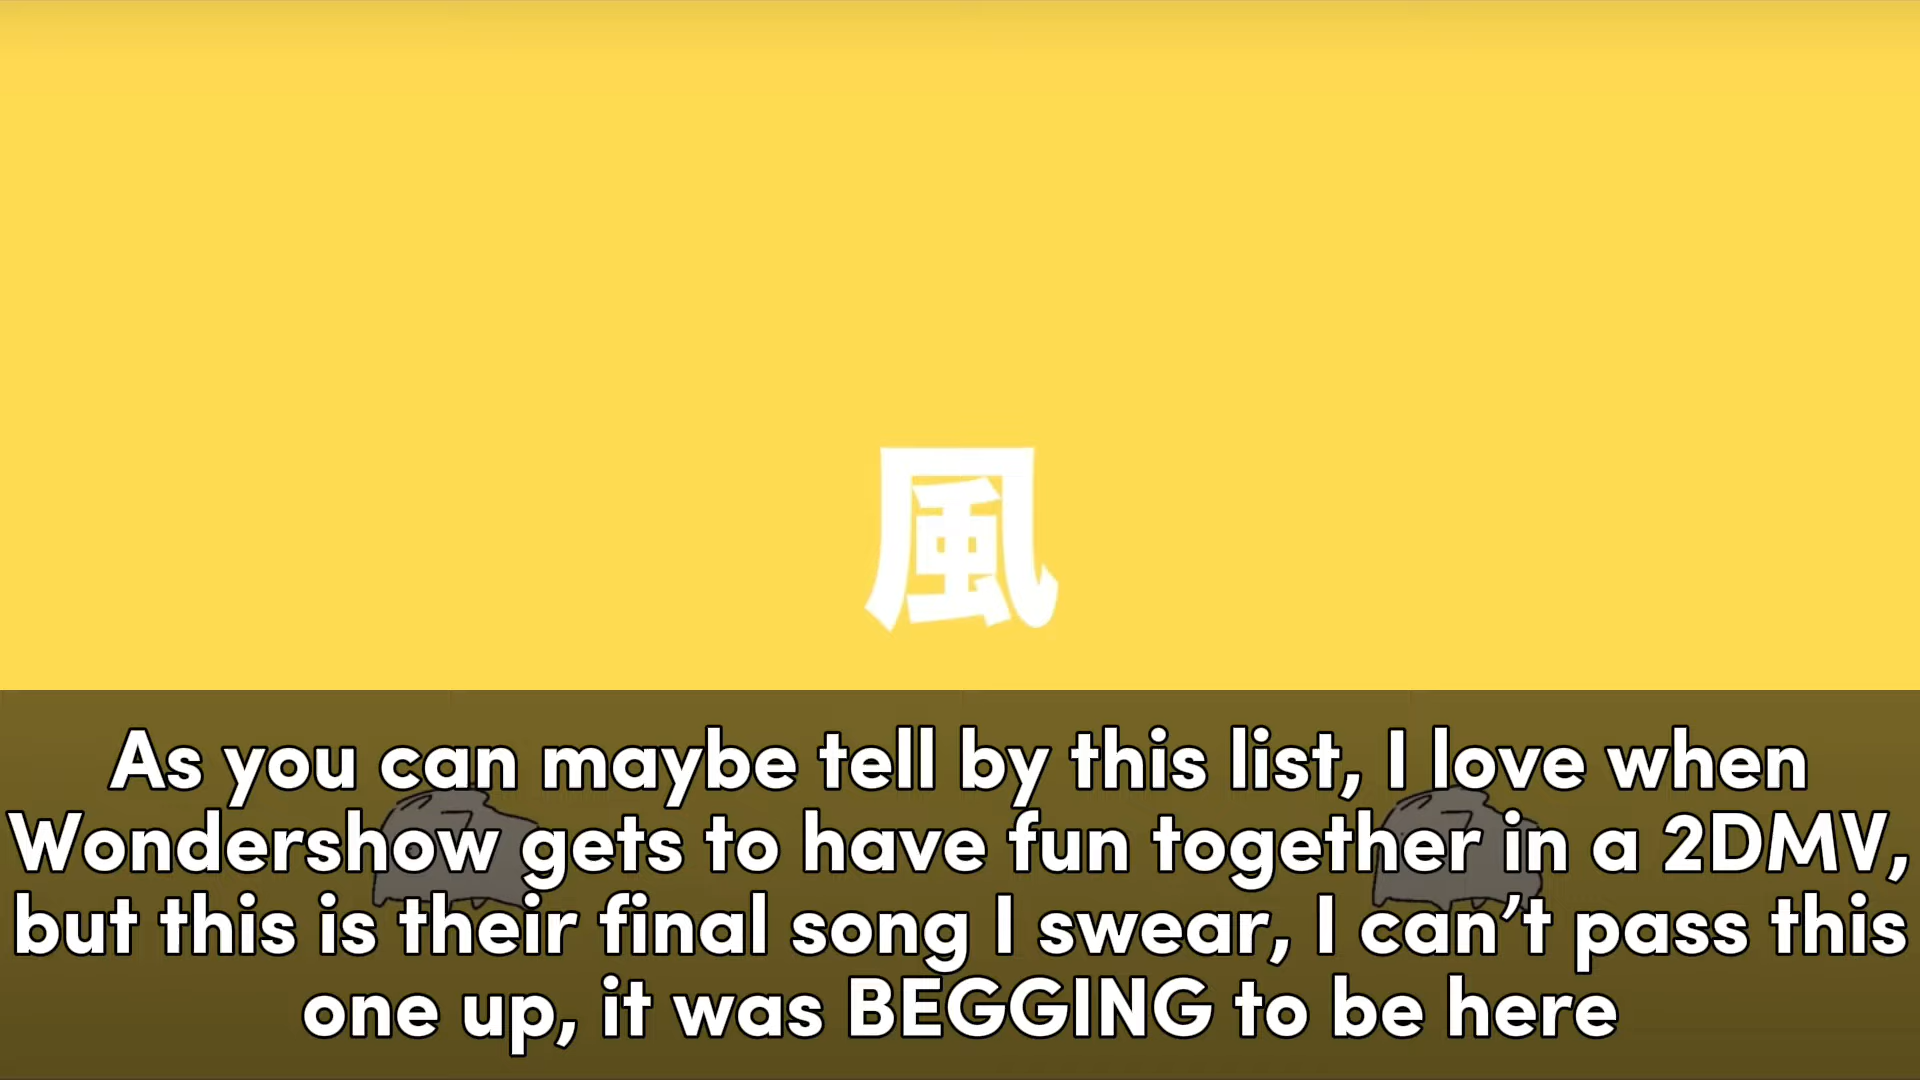 風
As you can maybe tell by this list, I love when
Wondershow gets to have fun together in a 2DMV,
but this is their final song I swear, I can’t pass this
one up, it was BEGGING to be here